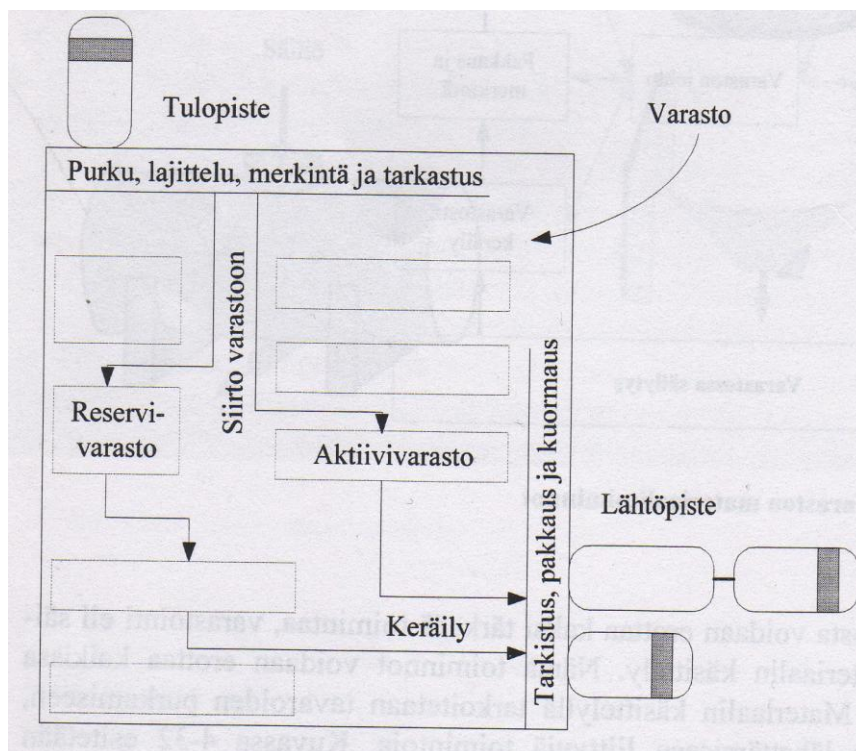 Tulopiste
Varasto
Purku, lajittelu, merkintä ja tarkastus
Siirto varastoon
Reservi-
varasto
Aktiivivarasto
Tarkistus, pakkaus ja kuormaus
Lähtöpiste
Keräily